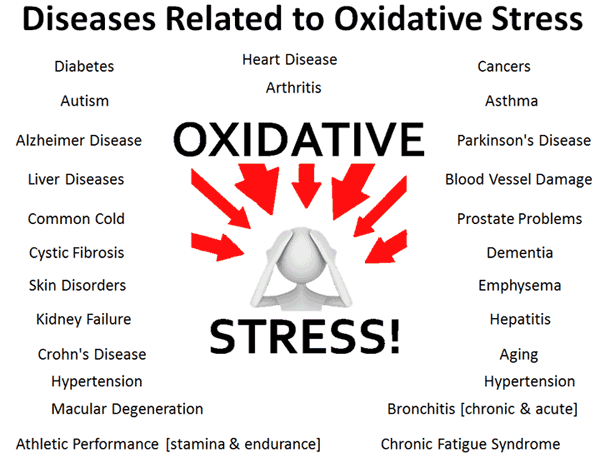 Diseases Related to Oxidative Stress
Heart Disease
Diabetes
Cancers
Arthritis
Autism
Asthma
OXIDATIVE
Alzheimer Disease
Parkinson's Disease
Liver Diseases
Blood Vessel Damage
Common Cold
Prostate Problems
Cystic Fibrosis
Dementia
Skin Disorders
Emphysema
Kidney Failure
Hepatitis
STRESS!
Crohn's Disease
Aging
Hypertension
Hypertension
Macular Degeneration
Bronchitis [chronic & acute]
Athletic Performance [stamina & endurance]
Chronic Fatigue Syndrome